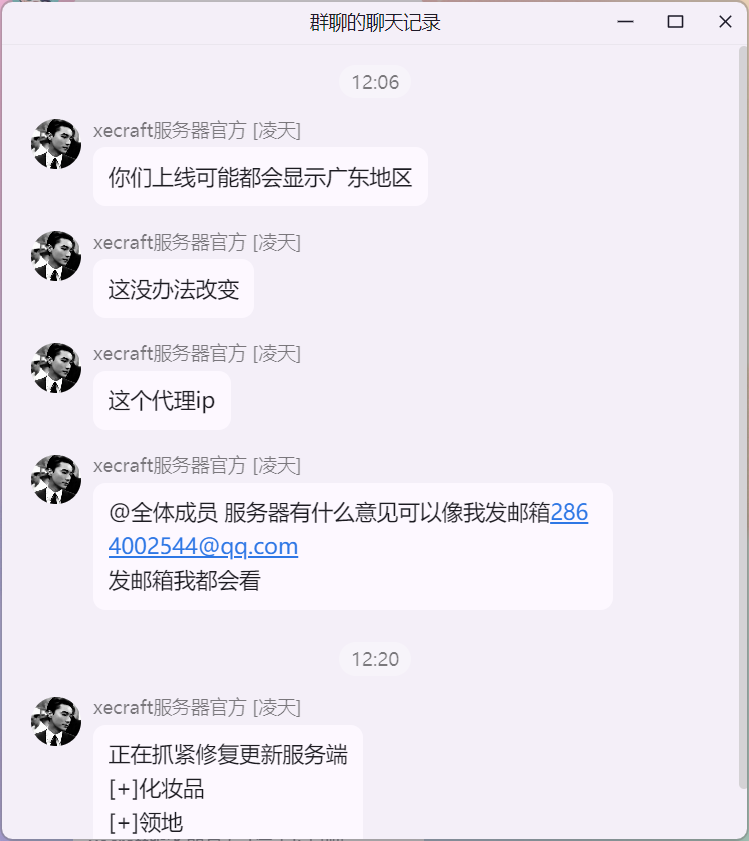 群聊的聊天记录
12:06
xecraft服务器官方 [凌天]
你们上线可能都会显示广东地区
xecraft服务器官方 [凌天]
这没办法改变
xecraft服务器官方 [凌天]
这个代理ip
xecraft服务器官方 [凌天]
@全体成员 服务器有什么意见可以像我发邮箱286
4002544@qq.com
发邮箱我都会看
12:20
xecraft服务器官方 [凌天]
正在抓紧修复更新服务端
[+]化妆品
[+]领地